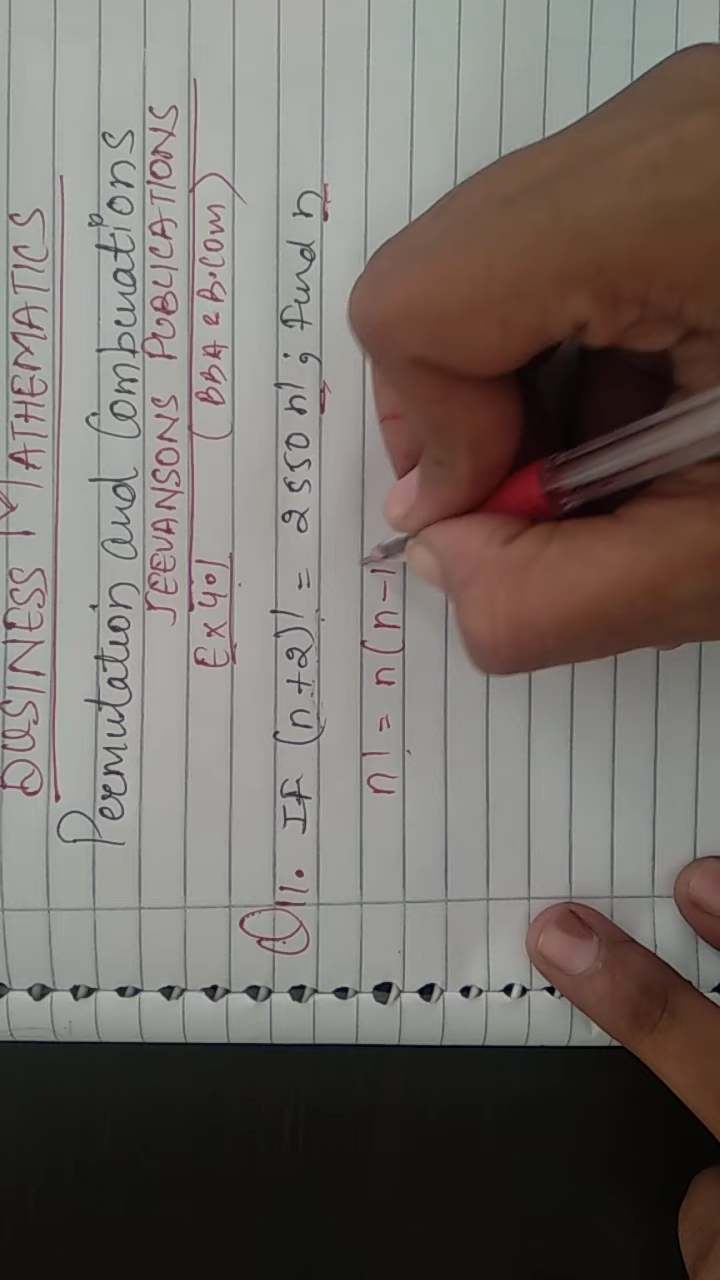 BUSINESS MATHEMATICS
Permutation and Combinations
JEEVANSONS PUBLICATIONS
Ex 4.1 (BBA & B.COM)
Q11. If (n+2)! = 2550 n! ; find n
n! = n(n-1